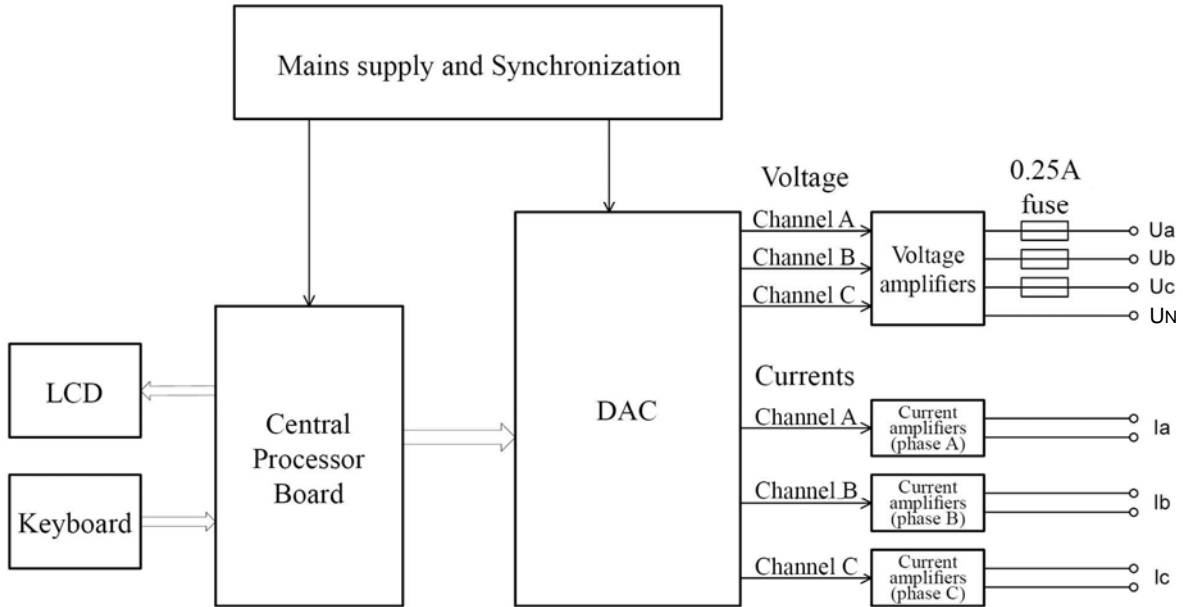 Mains supply and Synchronization
Voltage
0.25A
fuse
Channel A
Channel B
Channel C
Voltage
amplifiers
Ua
Ub
Uc
UN
LCD
Keyboard
Central
Processor
Board
DAC
Currents
Channel A
Current
amplifiers
(phase A)
Ia
Channel B
Current
amplifiers
(phase B)
Ib
Channel C
Current
amplifiers
(phase C)
Ic